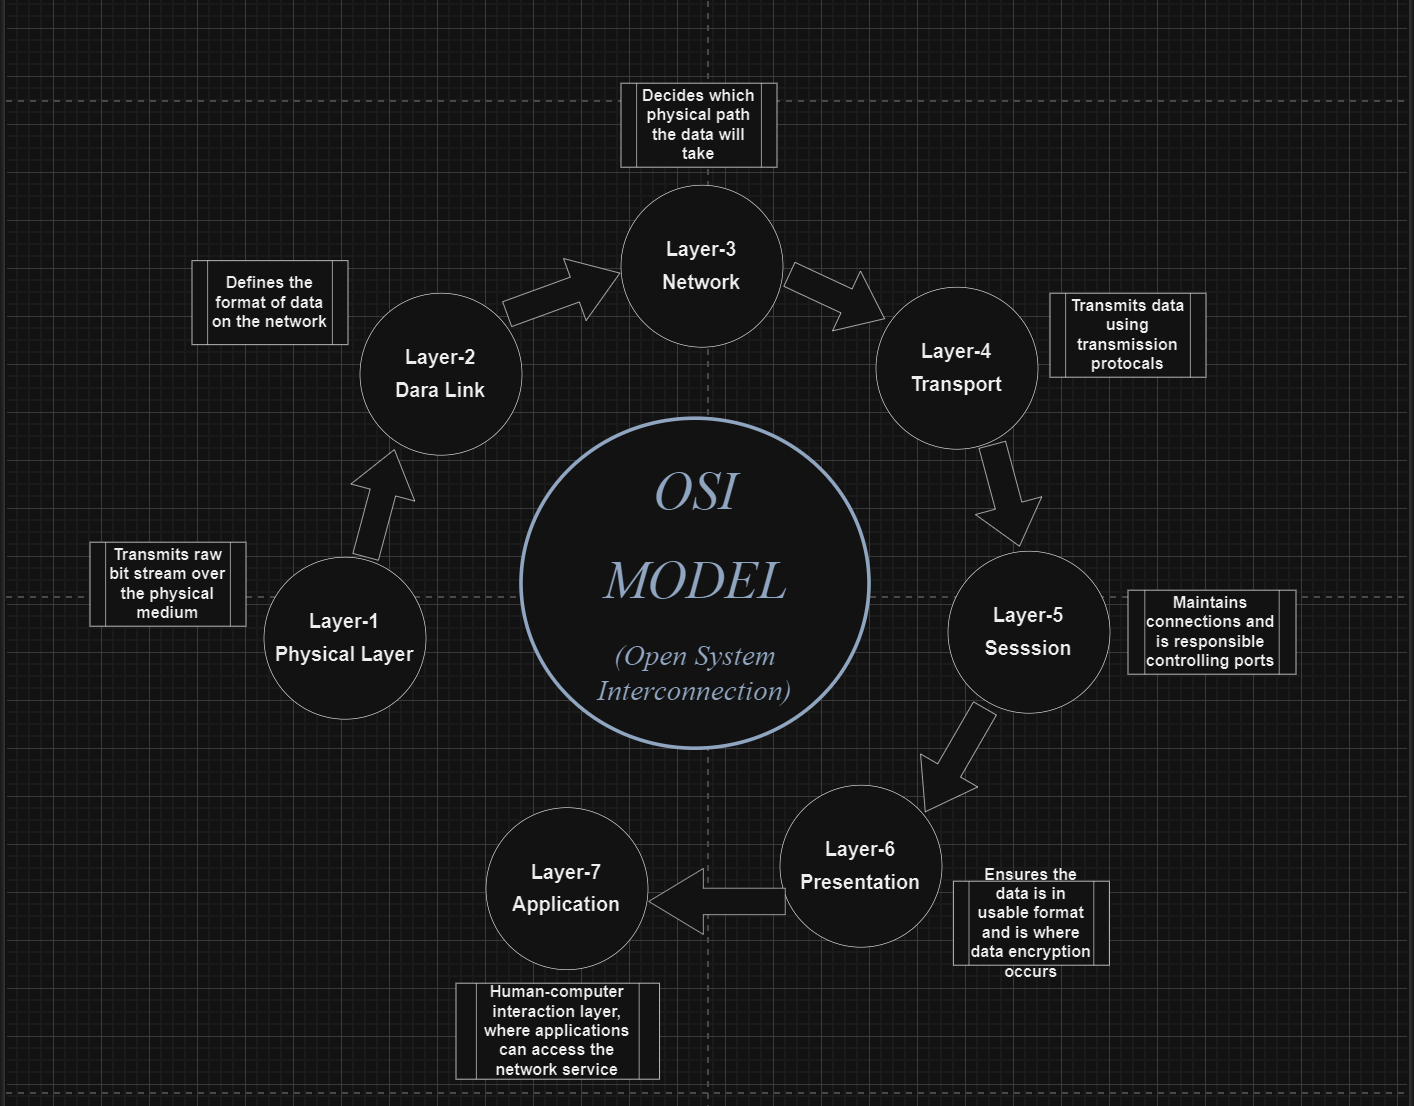 Decides which
physical path
the data will
take
Layer-3
Network
Defines the
format of data
on the network
Layer-2
Dara Link
Layer-4
Transport
Transmits data
using
transmission
protocals
OSI
MODEL
(Open System
Interconnection)
Transmits raw
bit stream over
the physical
medium
Layer-1
Physical Layer
Layer-5
Sesssion
Maintains
connections and
is responsible
controlling ports
Layer-6
Presentation
Ensures the
data is in
usable format
and is where
data encryption
occurs
Layer-7
Application
Human-computer
interaction layer,
where applications
can access the
network service